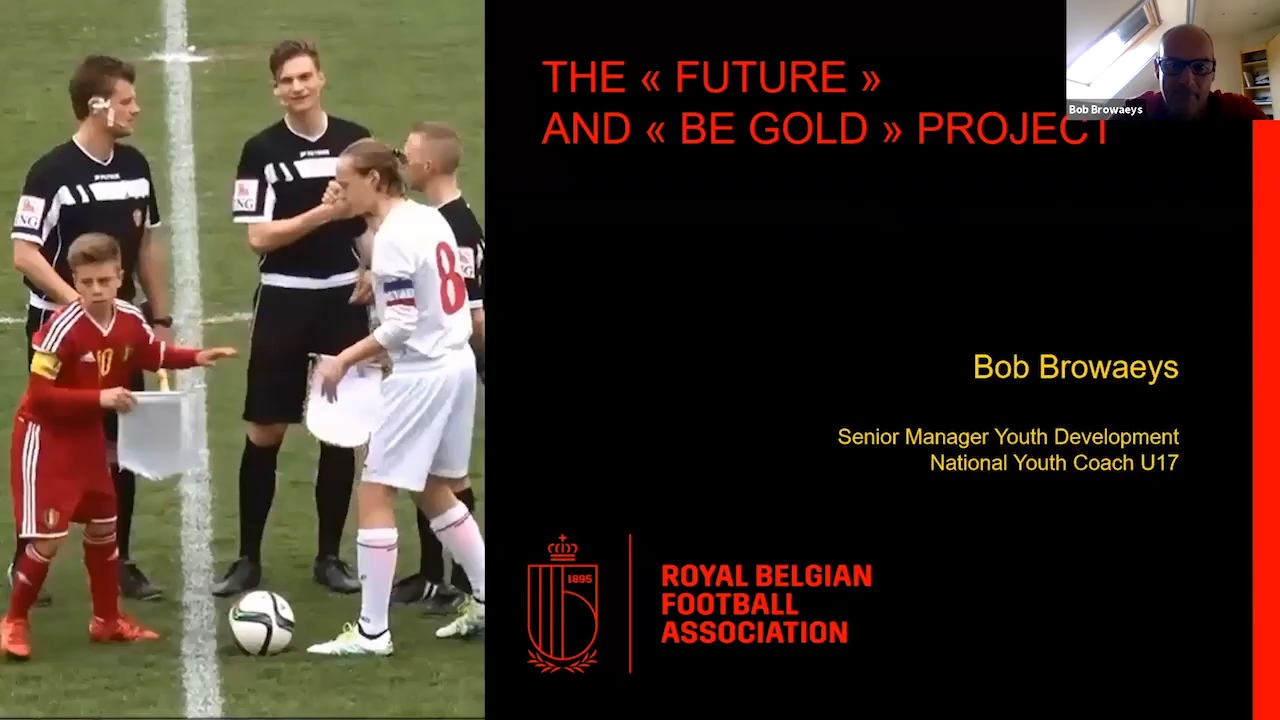 THE « FUTURE »
AND « BE GOLD » PROJECT
Bob Browaeys
Bob Browaeys
Senior Manager Youth Development
National Youth Coach U17
1895
ROYAL BELGIAN
FOOTBALL
ASSOCIATION
ING
ING
10
8